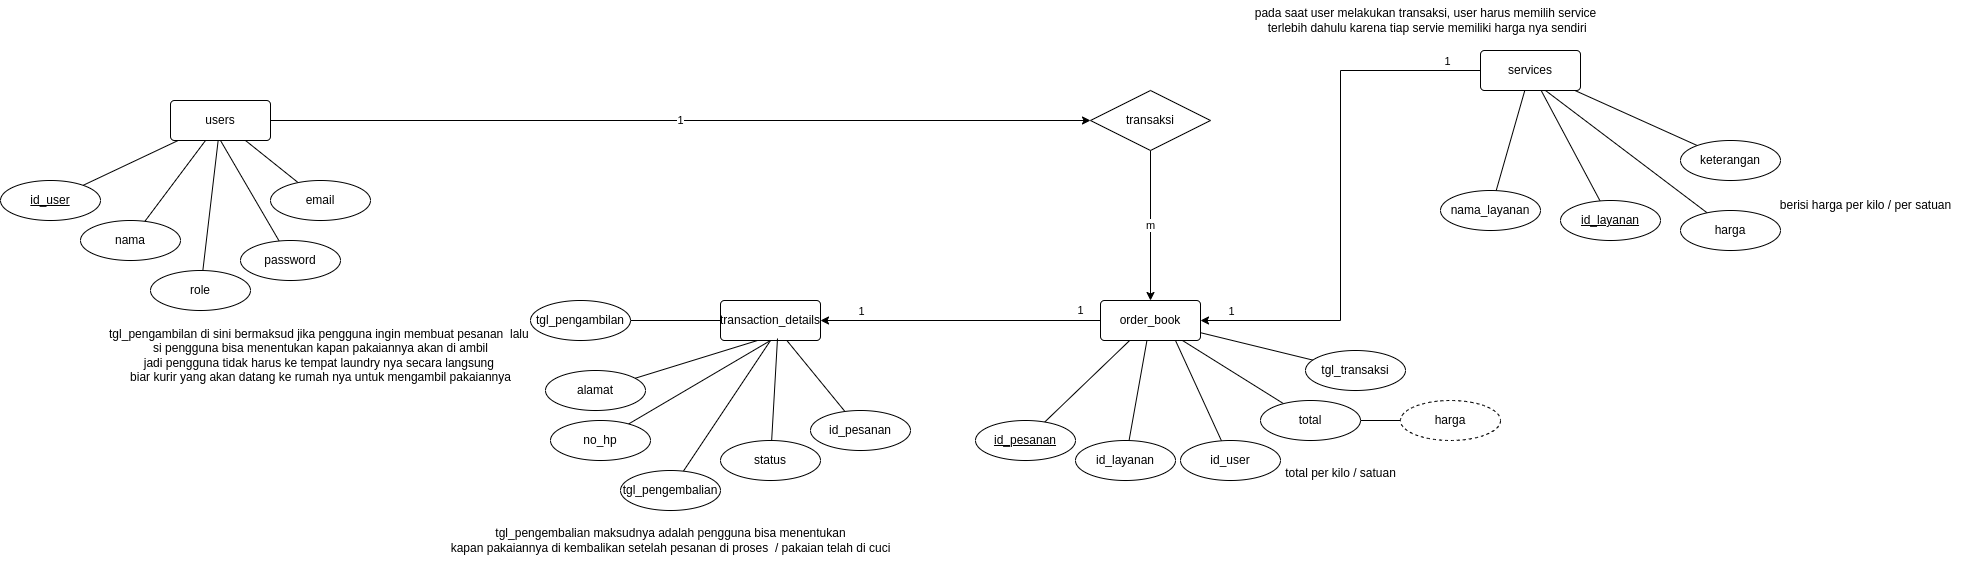 pada saat user melakukan transaksi, user harus memilih service
terlebih dahulu karena tiap servie memiliki harga nya sendiri
services
1
users
1
transaksi
keterangan
nama_layanan
id_layanan
harga
berisi harga per kilo / per satuan
id_user
email
nama
password
role
m
tgl_pengambilan di sini bermaksud jika pengguna ingin membuat pesanan  lalu
si pengguna bisa menentukan kapan pakaiannya akan di ambil
jadi pengguna tidak harus ke tempat laundry nya secara langsung
biar kurir yang akan datang ke rumah nya untuk mengambil pakaiannya
tgl_pengambilan
transaction_details
1
1
order_book
1
alamat
no_hp
tgl_pengembalian
status
id_pesanan
id_pesanan
id_layanan
id_user
total
harga
tgl_transaksi
total per kilo / satuan
tgl_pengembalian maksudnya adalah pengguna bisa menentukan
kapan pakaiannya di kembalikan setelah pesanan di proses  / pakaian telah di cuci